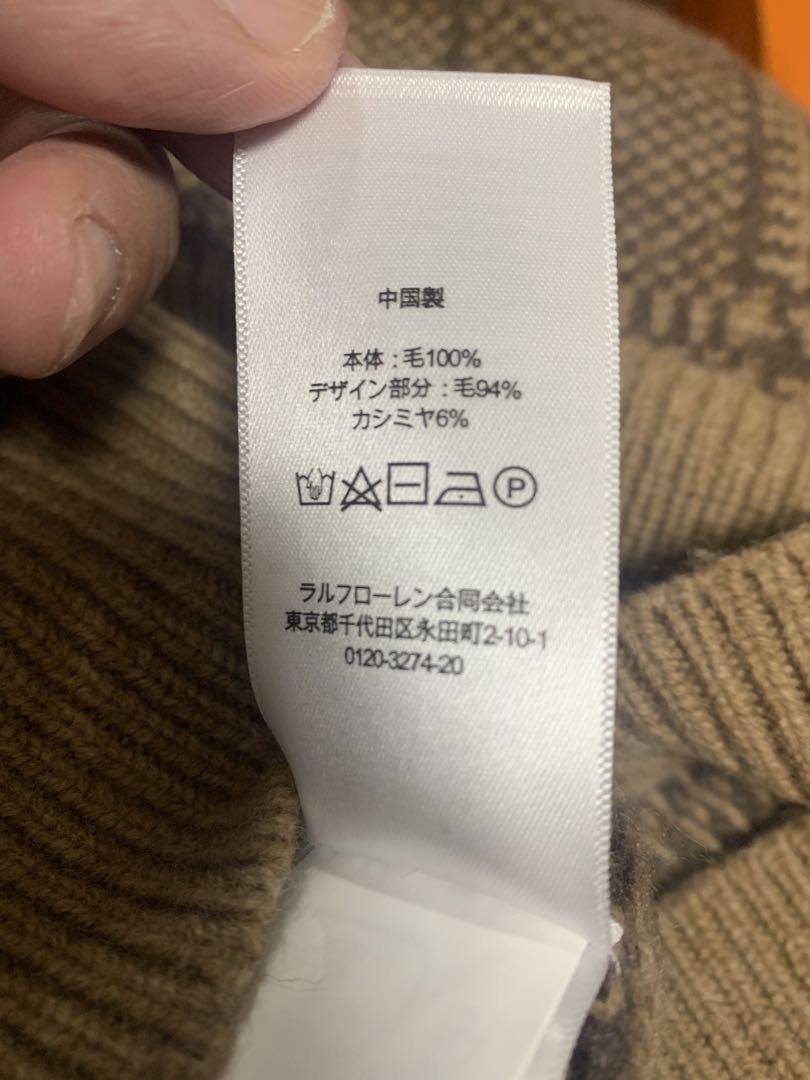 中国製
本体:毛100%
デザイン部分:毛94%
カシミヤ6%
P
ラルフローレン合同会社
東京都千代田区永田町2-10-1
0120-3274-20